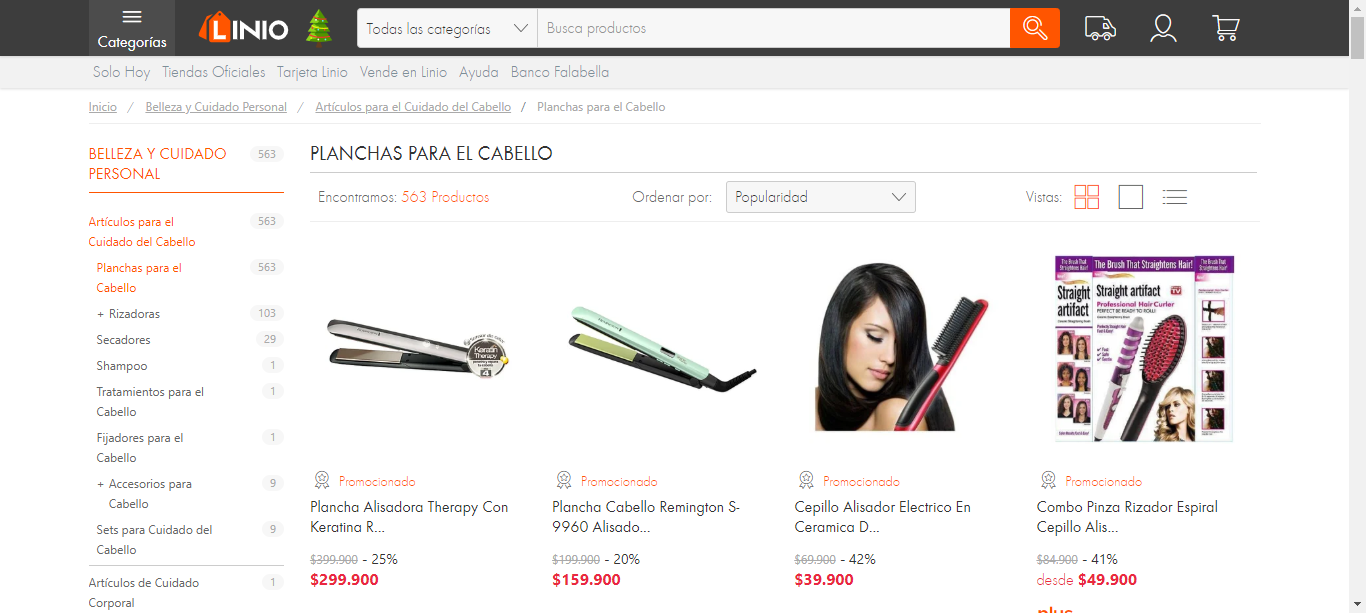 Categorías
LINIO
Todas las categorías
Busca productos
Solo Hoy
Tiendas Oficiales
Tarjeta Linio
Vende en Linio
Ayuda
Banco Falabella
Inicio / Belleza y Cuidado Personal / Artículos para el Cuidado del Cabello / Planchas para el Cabello
BELLEZA Y CUIDADO 563
PERSONAL
Artículos para el 563
Cuidado del Cabello
Planchas para el 563
Cabello
+ Rizadoras 103
Secadores 29
Shampoo 1
Tratamientos para el 1
Cabello
Fijadores para el 1
Cabello
+ Accesorios para 9
Cabello
Sets para Cuidado del 9
Cabello
Artículos de Cuidado 1
Corporal
PLANCHAS PARA EL CABELLO
Encontramos: 563 Productos
Ordenar por: Popularidad
Vistas:
Keratin
Therapy
4
Promocionado
Plancha Alisadora Therapy Con
Keratina R...
$399.900 - 25%
$299.900
Promocionado
Plancha Cabello Remington S-
9960 Alisado...
$199.900 - 20%
$159.900
Promocionado
Cepillo Alisador Electrico En
Ceramica D...
$69.900 - 42%
$39.900
The Brush That Straightens Hair!
Straight
artifact
Straight artifact
Professional Hair Curler
PERFECT BE READY TO ROLL!
Promocionado
Combo Pinza Rizador Espiral
Cepillo Alis...
$84.900 - 41%
desde $49.900
plus